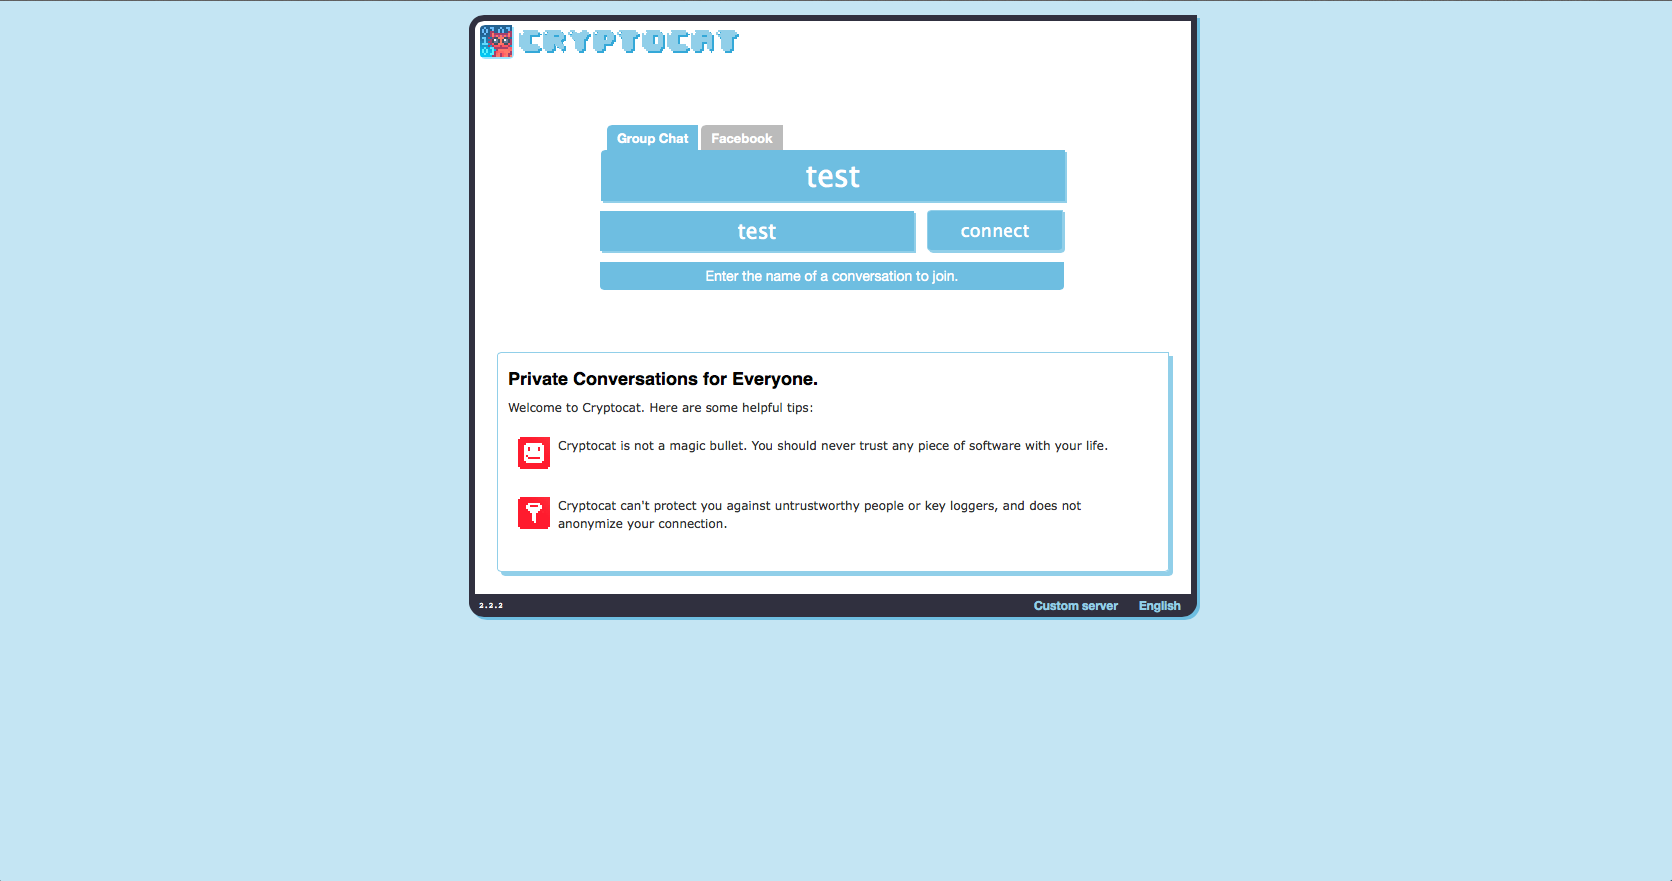 CRYPTOCAT
Group Chat
Facebook
test
test
connect
Enter the name of a conversation to join.
Private Conversations for Everyone.
Welcome to Cryptocat. Here are some helpful tips:
Cryptocat is not a magic bullet. You should never trust any piece of software with your life.
Cryptocat can't protect you against untrustworthy people or key loggers, and does not
anonymize your connection.
2.2.2
Custom server
English